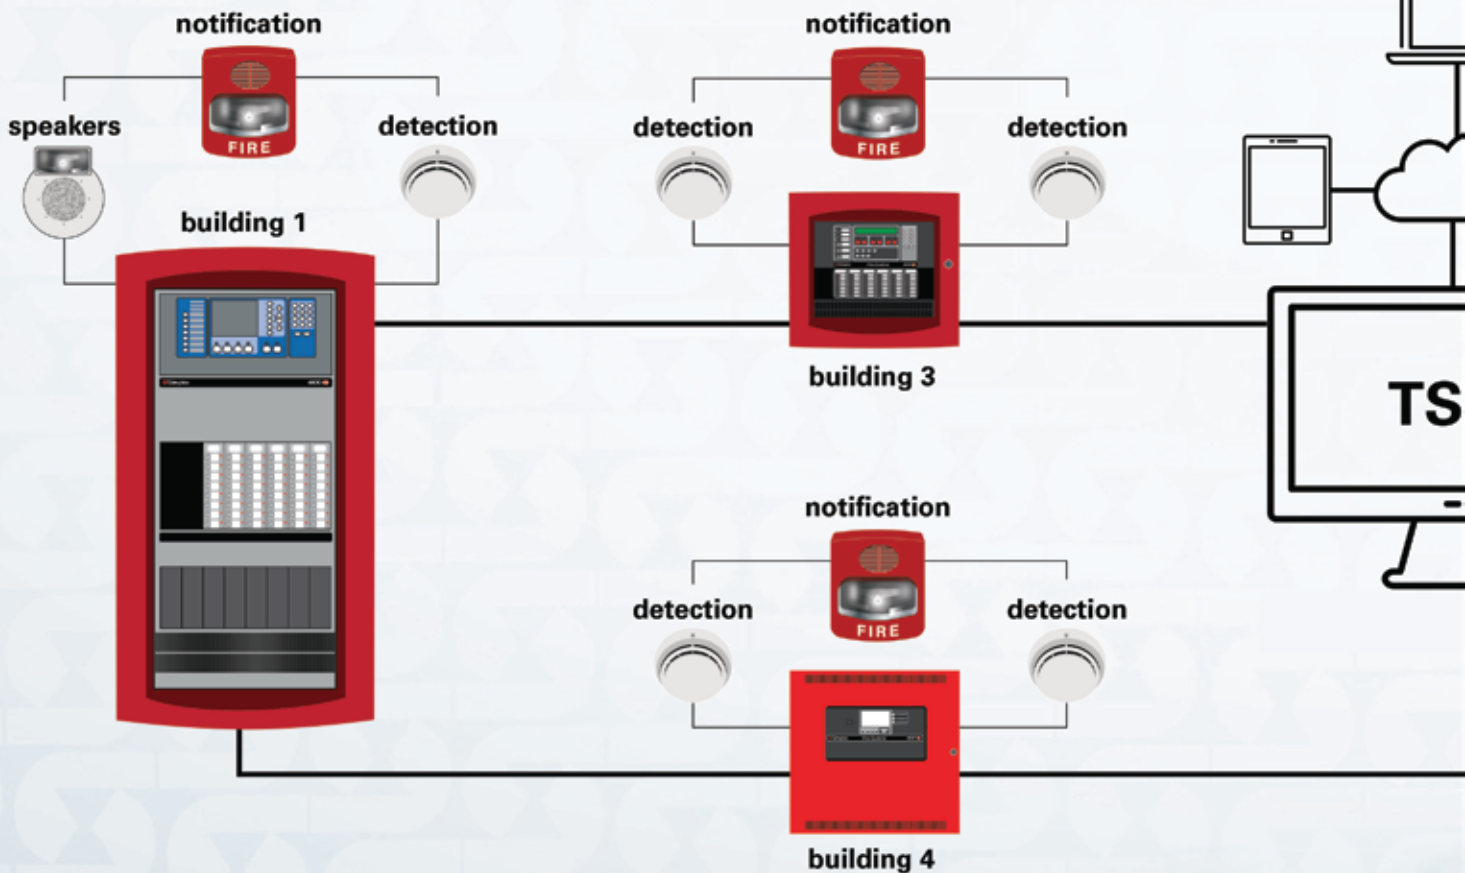 notification
notification
speakers
detection
detection
detection
FIRE
FIRE
building 1
building 3
TS
notification
detection
detection
FIRE
building 4